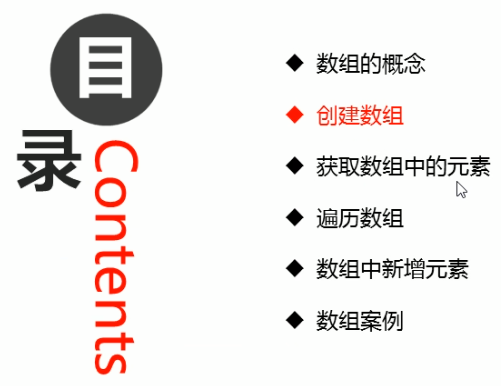 目录
Contents
◆ 数组的概念
◆ 创建数组
◆ 获取数组中的元素
◆ 遍历数组
◆ 数组中新增元素
◆ 数组案例